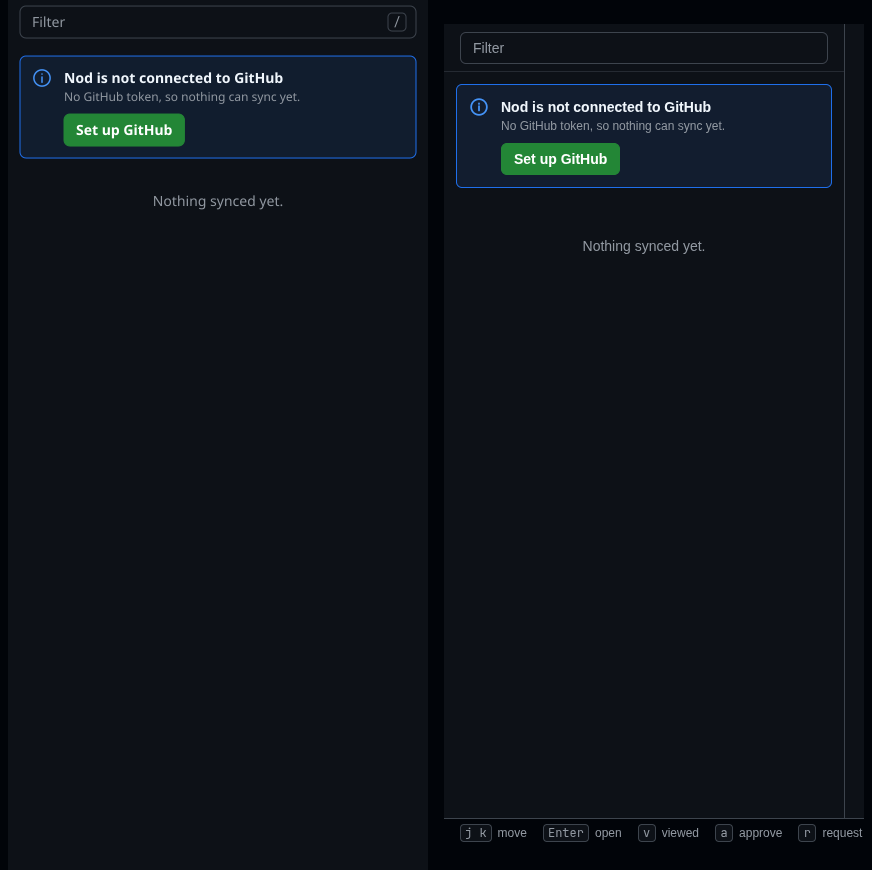 Filter /
Nod is not connected to GitHub
No GitHub token, so nothing can sync yet.
Set up GitHub
Nothing synced yet.
Filter
Nod is not connected to GitHub
No GitHub token, so nothing can sync yet.
Set up GitHub
Nothing synced yet.
j k move Enter open v viewed a approve r request